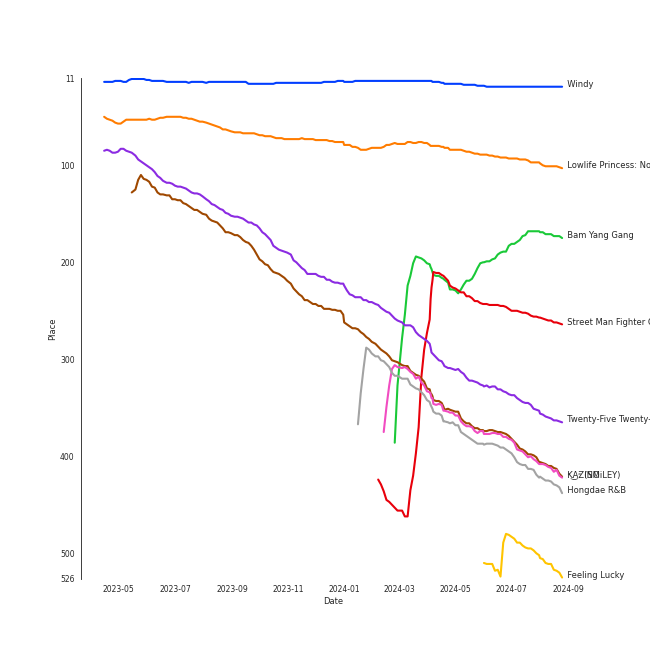 11
100
200
300
400
500
526
Place
2023-05
2023-07
2023-09
2023-11
2024-01
2024-03
2024-05
2024-07
2024-09
Date
Windy
Lowlife Princess: No
Bam Yang Gang
Street Man Fighter
Twenty-Five Twenty-
Hongdae R&B
Feeling Lucky